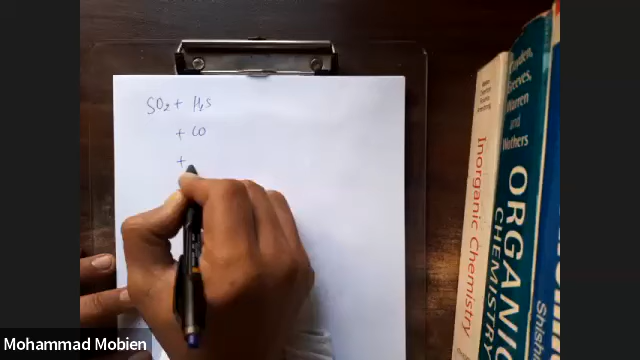 SO₂ + H₂S
+ CO
+
Inorganic Chemistry
Clayden, Greeves, Warren and Wothers
ORGANIC CHEMISTRY
Mohammad Mobien